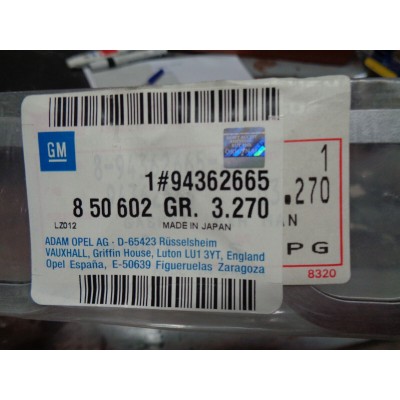 GM
1#94362665
8 50 602 GR. 3.270
LZ012 MADE IN JAPAN
ADAM OPEL AG - D-65423 Rüsselsheim
VAUXHALL, Griffin House, Luton LU1 3YT, England
Opel España, E-50639 Figueruelas Zaragoza
1
.270
AN
PG
8320